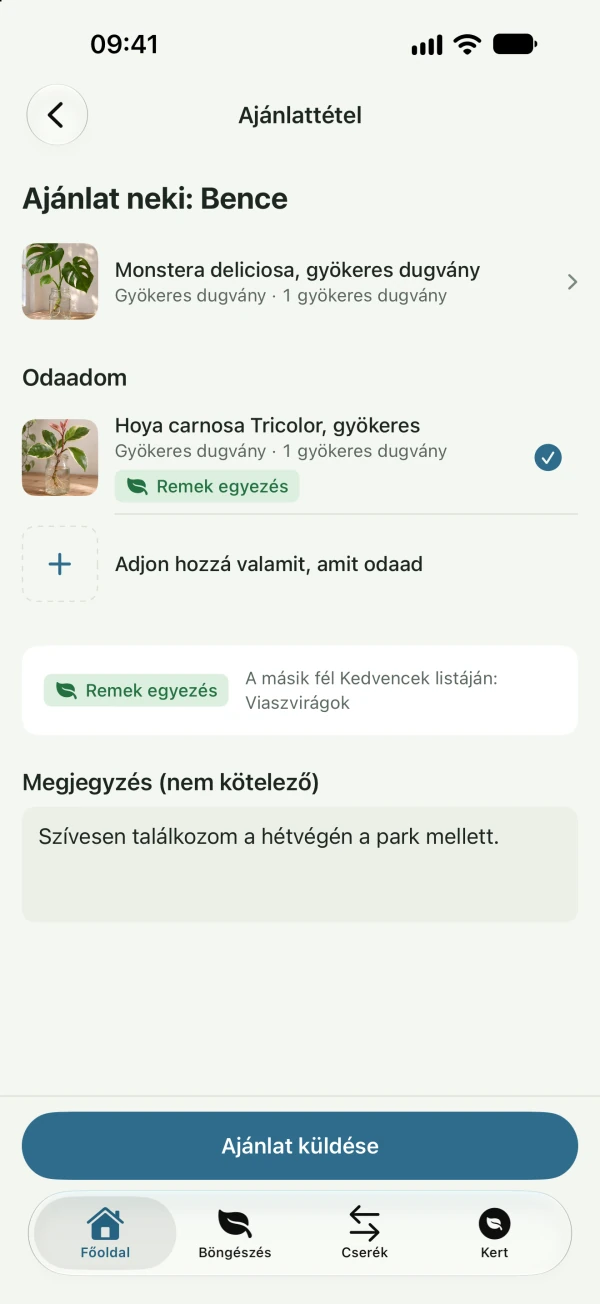 09:41
Ajánlattétel
Ajánlat neki: Bence
Monstera deliciosa, gyökeres dugvány
Gyökeres dugvány · 1 gyökeres dugvány
Odaadom
Hoya carnosa Tricolor, gyökeres
Gyökeres dugvány · 1 gyökeres dugvány
Remek egyezés
Adjon hozzá valamit, amit odaad
Remek egyezés
A másik fél Kedvencek listáján:
Viaszvirágok
Megjegyzés (nem kötelező)
Szívesen találkozom a hétvégén a park mellett.
Ajánlat küldése
Főoldal
Böngészés
Cserék
Kert